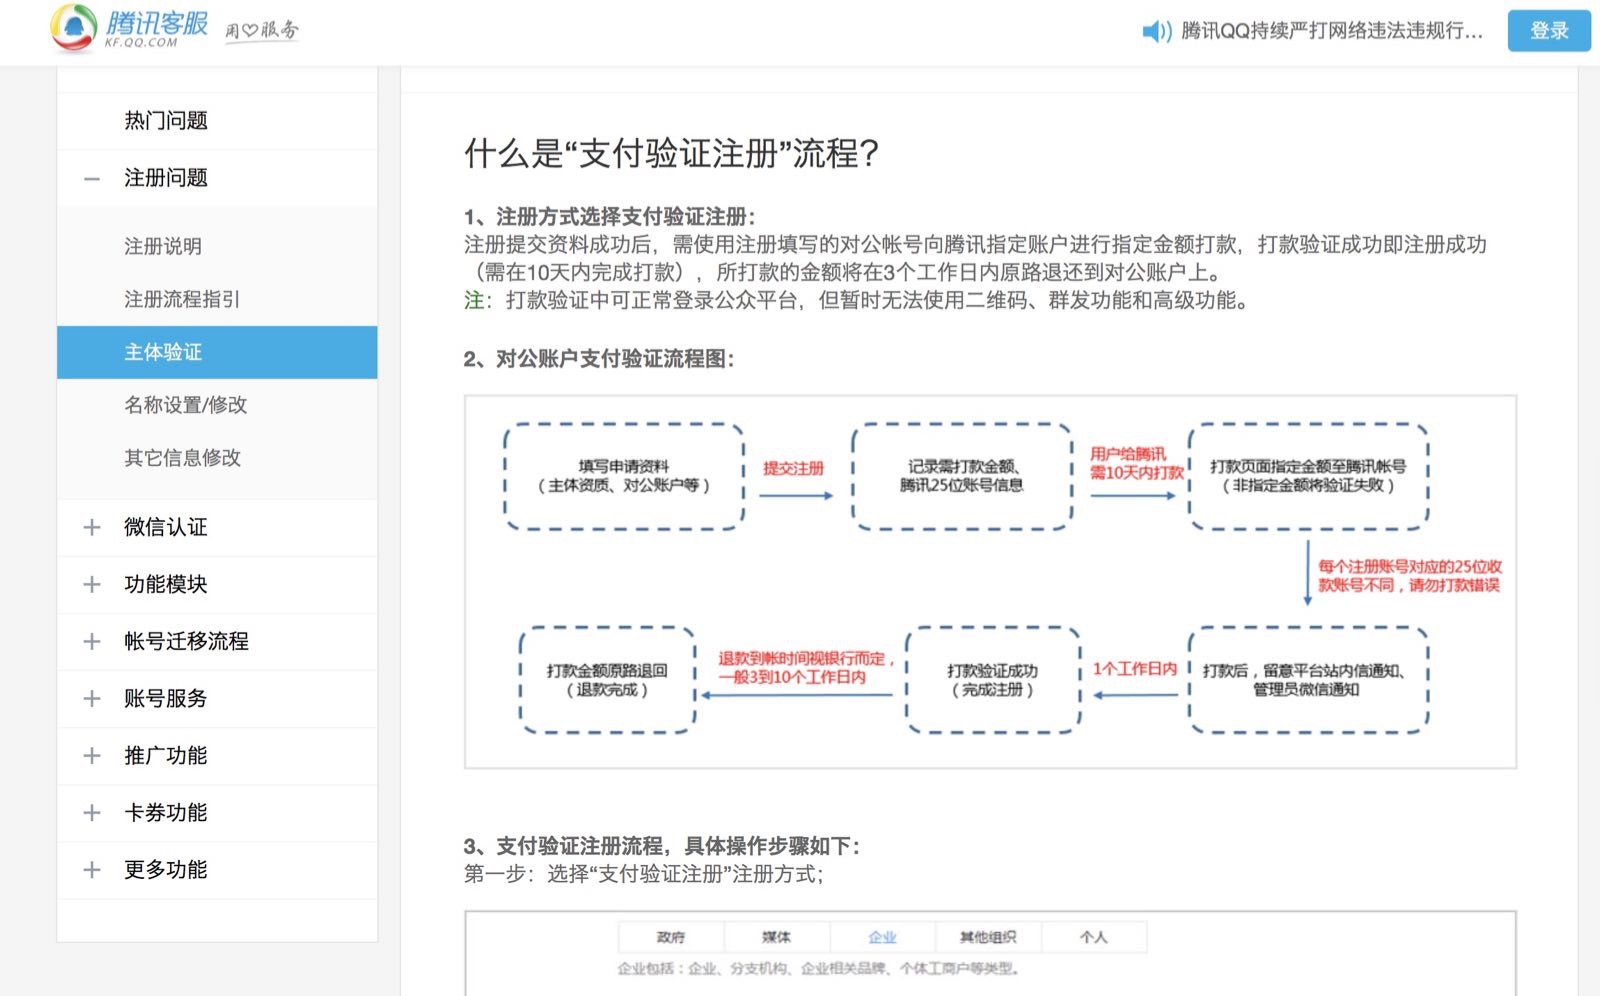 腾讯客服
KF.QQ.COM
用♡服务
腾讯QQ持续严打网络违法违规行...
登录
热门问题
注册问题
注册说明
注册流程指引
主体验证
名称设置/修改
其它信息修改
微信认证
功能模块
帐号迁移流程
账号服务
推广功能
卡券功能
更多功能
什么是“支付验证注册”流程?
1、注册方式选择支付验证注册:
注册提交资料成功后，需使用注册填写的对公帐号向腾讯指定账户进行指定金额打款，打款验证成功即注册成功
（需在10天内完成打款），所打款的金额将在3个工作日内原路退还到对公账户上。
注：打款验证中可正常登录公众平台，但暂时无法使用二维码、群发功能和高级功能。
2、对公账户支付验证流程图:
填写申请资料
（主体资质、对公账户等）
提交注册
记录需打款金额、
腾讯25位账号信息
用户给腾讯
需10天内打款
打款页面指定金额至腾讯帐号
（非指定金额将验证失败）
每个注册账号对应的25位收
款账号不同，请勿打款错误
打款后，留意平台站内信通知、
管理员微信通知
1个工作日内
打款验证成功
（完成注册）
退款到帐时间视银行而定，
一般3到10个工作日内
打款金额原路退回
（退款完成）
3、支付验证注册流程，具体操作步骤如下:
第一步：选择“支付验证注册”注册方式;
政府
媒体
企业
其他组织
个人
企业包括：企业、分支机构、企业相关品牌、个体工商户等类型。